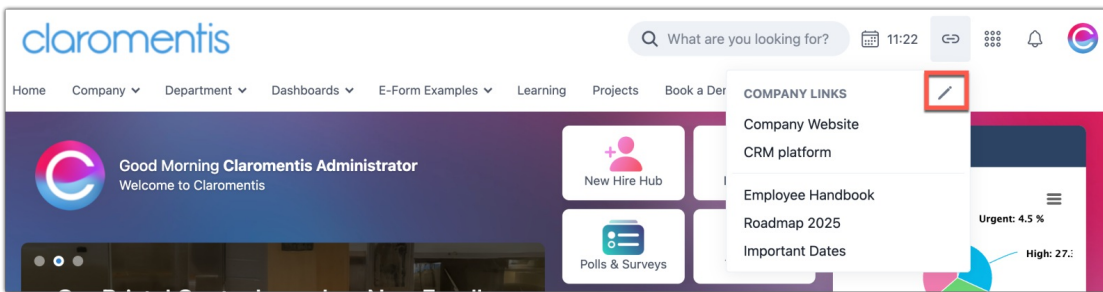 claromentis
What are you looking for?
11:22
Home Company Department Dashboards E-Form Examples Learning Projects Book a
COMPANY LINKS
Company Website
CRM platform
Employee Handbook
Roadmap 2025
Important Dates
Good Morning Claromentis Administrator
Welcome to Claromentis
New Hire Hub
Polls & Surveys
Urgent: 4.5 %
High: 27.